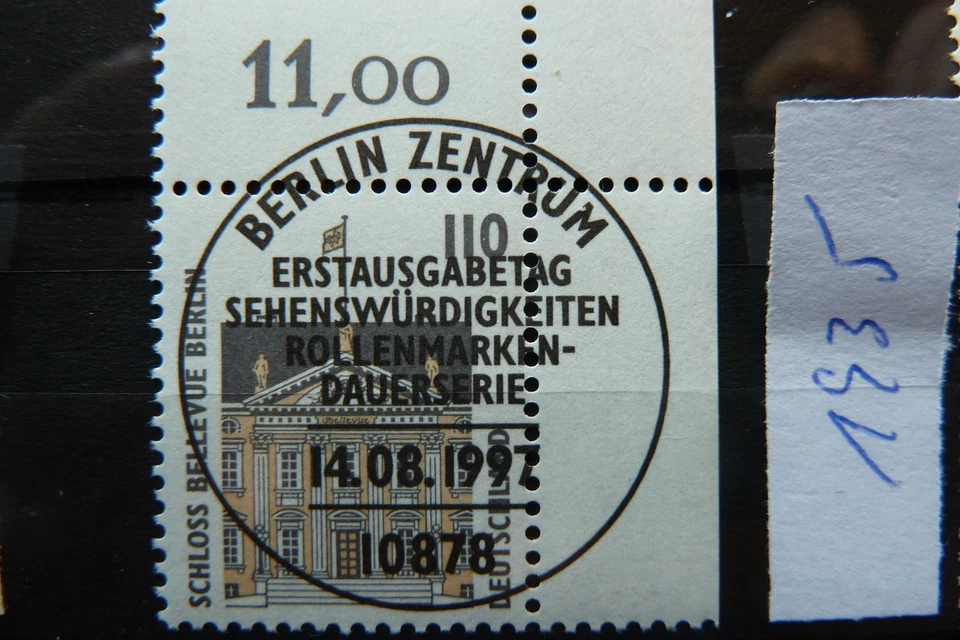 11,00
BERLIN ZENTRUM
110
ERSTAUSGABETAG
SEHENSWÜRDIGKEITEN
ROLLENMARKEN-
DAUERSERIE
14.08.1997
10878
SCHLOSS BELLEVUE BERLIN
DEUTSCHLAND
1935